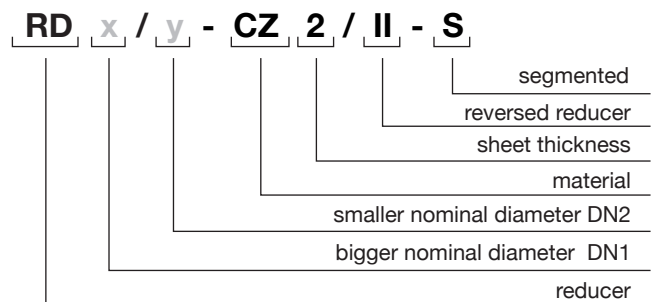 RD x / y - CZ 2 / II - S
segmented
reversed reducer
sheet thickness
material
smaller nominal diameter DN2
bigger nominal diameter DN1
reducer